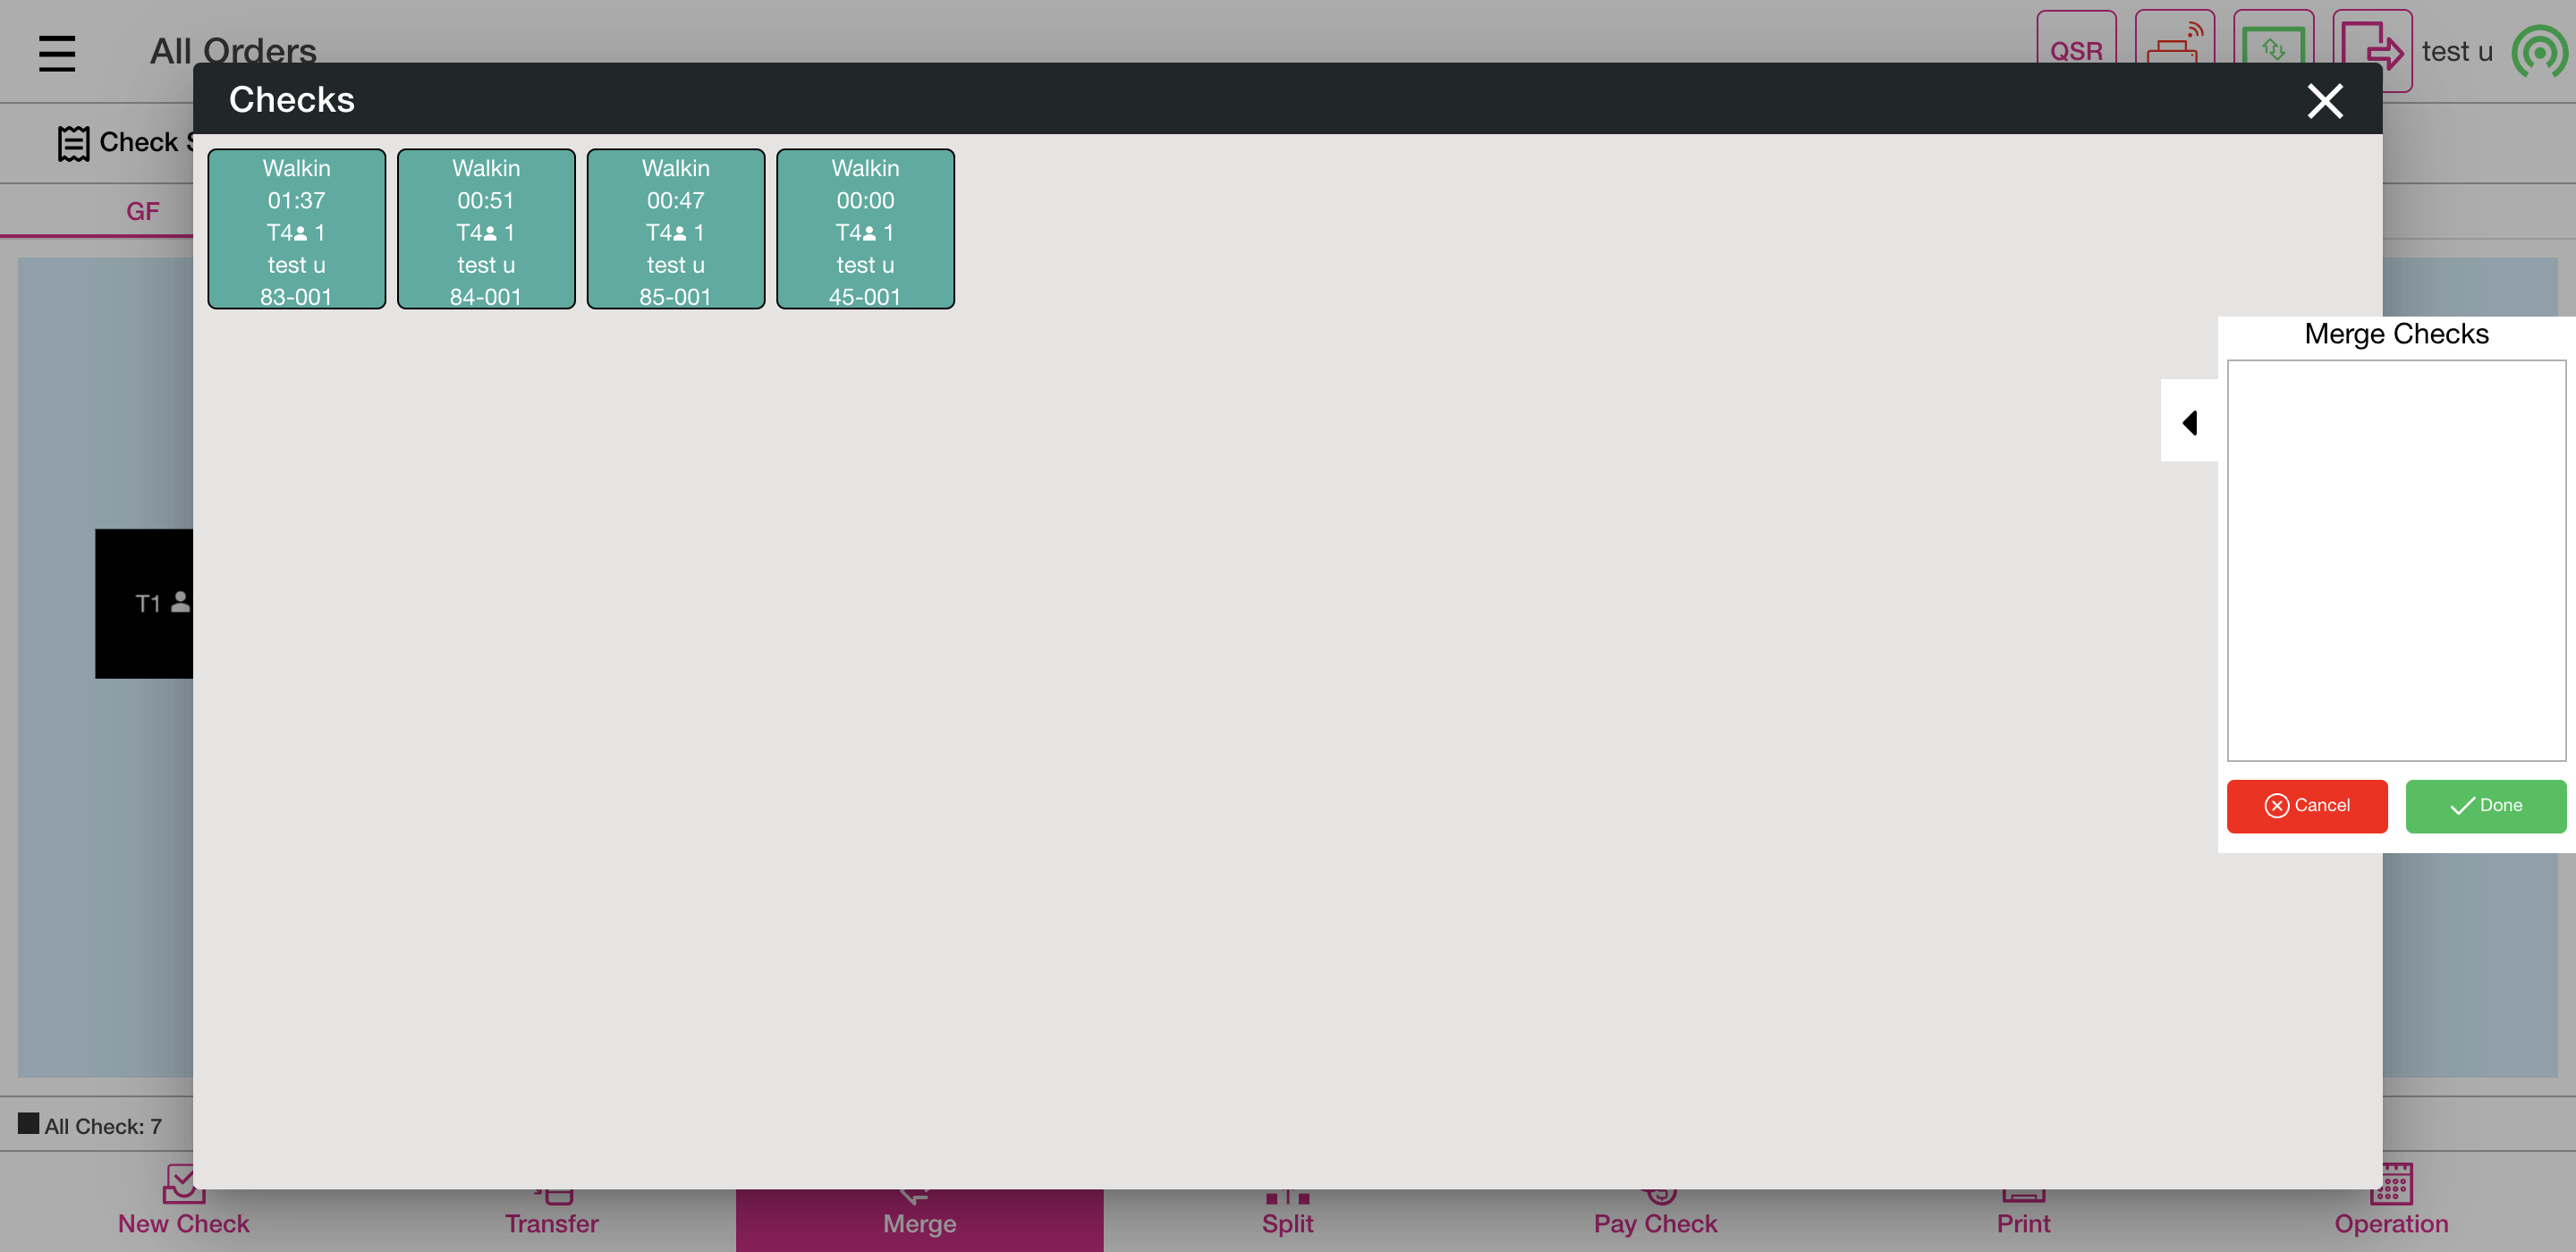 All Orders
QSR
test u
Checks
Check S
GF
Walkin
01:37
T4 1
test u
83-001
Walkin
00:51
T4 1
test u
84-001
Walkin
00:47
T4 1
test u
85-001
Walkin
00:00
T4 1
test u
45-001
Merge Checks
Cancel
Done
T1
All Check: 7
New Check
Transfer
Merge
Split
Pay Check
Print
Operation